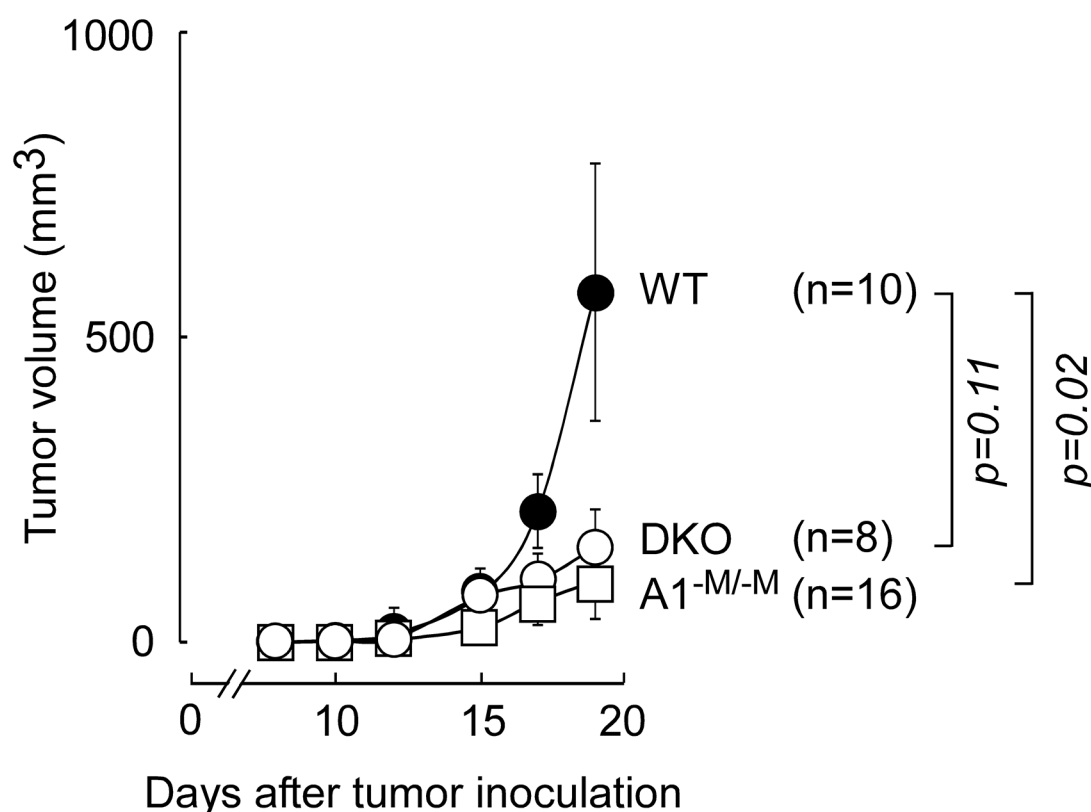 1000
500
0
Tumor volume (mm³)
WT (n=10)
DKO (n=8)
A1-M/-M (n=16)
p=0.11
p=0.02
0 10 15 20
Days after tumor inoculation